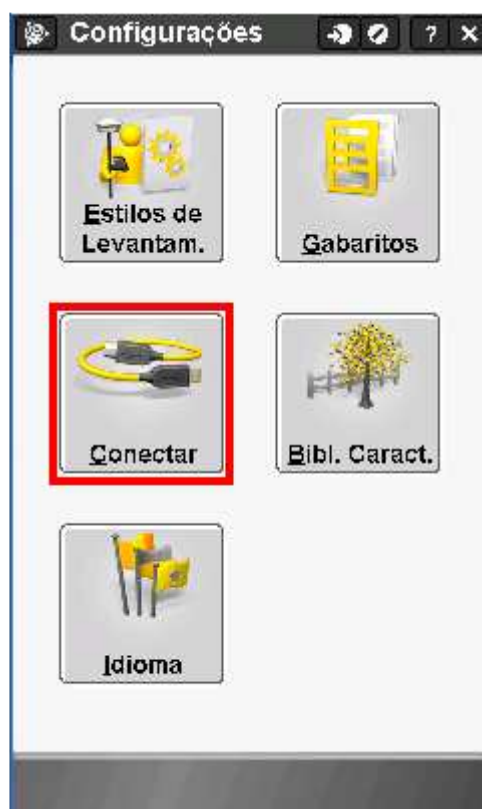 Configurações ? ×
Estilos de
Levantam.
Gabaritos
Conectar
Bibl. Caract.
Idioma